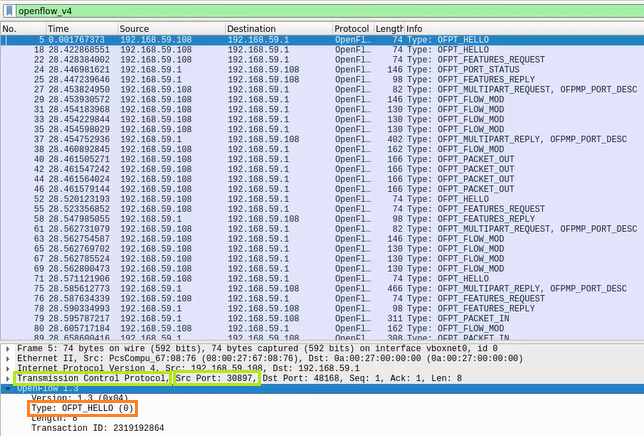 openflow_v4
No. Time Source Destination Protocol Length Info
5 0.001767373 192.168.59.108 192.168.59.1 OpenFl… 74 Type: OFPT_HELLO
18 28.422868551 192.168.59.1 192.168.59.108 OpenFl… 74 Type: OFPT_HELLO
22 28.428384002 192.168.59.108 192.168.59.1 OpenFl… 74 Type: OFPT_FEATURES_REQUEST
24 28.446981621 192.168.59.1 192.168.59.108 OpenFl… 146 Type: OFPT_PORT_STATUS
25 28.447239646 192.168.59.1 192.168.59.108 OpenFl… 98 Type: OFPT_FEATURES_REPLY
27 28.453824950 192.168.59.108 192.168.59.1 OpenFl… 82 Type: OFPT_MULTIPART_REQUEST, OFPMP_PORT_DESC
29 28.453930572 192.168.59.108 192.168.59.1 OpenFl… 146 Type: OFPT_FLOW_MOD
31 28.454183968 192.168.59.108 192.168.59.1 OpenFl… 130 Type: OFPT_FLOW_MOD
33 28.454229844 192.168.59.108 192.168.59.1 OpenFl… 130 Type: OFPT_FLOW_MOD
35 28.454598029 192.168.59.108 192.168.59.1 OpenFl… 130 Type: OFPT_FLOW_MOD
37 28.454752936 192.168.59.1 192.168.59.108 OpenFl… 402 Type: OFPT_MULTIPART_REPLY, OFPMP_PORT_DESC
38 28.460892845 192.168.59.108 192.168.59.1 OpenFl… 162 Type: OFPT_FLOW_MOD
40 28.461505271 192.168.59.108 192.168.59.1 OpenFl… 166 Type: OFPT_PACKET_OUT
42 28.461547242 192.168.59.108 192.168.59.1 OpenFl… 166 Type: OFPT_PACKET_OUT
44 28.461564024 192.168.59.108 192.168.59.1 OpenFl… 166 Type: OFPT_PACKET_OUT
46 28.461579144 192.168.59.108 192.168.59.1 OpenFl… 166 Type: OFPT_PACKET_OUT
52 28.520123193 192.168.59.1 192.168.59.108 OpenFl… 74 Type: OFPT_HELLO
55 28.523356852 192.168.59.108 192.168.59.1 OpenFl… 74 Type: OFPT_FEATURES_REQUEST
58 28.547985055 192.168.59.1 192.168.59.108 OpenFl… 98 Type: OFPT_FEATURES_REPLY
61 28.562731079 192.168.59.108 192.168.59.1 OpenFl… 82 Type: OFPT_MULTIPART_REQUEST, OFPMP_PORT_DESC
63 28.562754587 192.168.59.108 192.168.59.1 OpenFl… 146 Type: OFPT_FLOW_MOD
65 28.562769702 192.168.59.108 192.168.59.1 OpenFl… 130 Type: OFPT_FLOW_MOD
67 28.562785524 192.168.59.108 192.168.59.1 OpenFl… 130 Type: OFPT_FLOW_MOD
69 28.562800473 192.168.59.108 192.168.59.1 OpenFl… 130 Type: OFPT_FLOW_MOD
71 28.571121906 192.168.59.108 192.168.59.1 OpenFl… 74 Type: OFPT_HELLO
75 28.585612773 192.168.59.1 192.168.59.108 OpenFl… 466 Type: OFPT_MULTIPART_REPLY, OFPMP_PORT_DESC
76 28.587634339 192.168.59.108 192.168.59.1 OpenFl… 74 Type: OFPT_FEATURES_REQUEST
78 28.590334993 192.168.59.1 192.168.59.108 OpenFl… 98 Type: OFPT_FEATURES_REPLY
79 28.595787217 192.168.59.1 192.168.59.108 OpenFl… 311 Type: OFPT_PACKET_IN
80 28.605717184 192.168.59.108 192.168.59.1 OpenFl… 162 Type: OFPT_FLOW_MOD
89 28.658600416 192.168.59.1 192.168.59.108 OpenFl… 308 Type: OFPT_PACKET_IN
Frame 5: 74 bytes on wire (592 bits), 74 bytes captured (592 bits) on interface vboxnet0, id 0
Ethernet II, Src: PcsCompu_67:08:76 (08:00:27:67:08:76), Dst: 0a:00:27:00:00:00 (0a:00:27:00:00:00)
Internet Protocol Version 4, Src: 192.168.59.108, Dst: 192.168.59.1
Transmission Control Protocol, Src Port: 30897, Dst Port: 48168, Seq: 1, Ack: 1, Len: 8
OpenFlow 1.3
Version: 1.3 (0x04)
Type: OFPT_HELLO (0)
Length: 8
Transaction ID: 2319192864